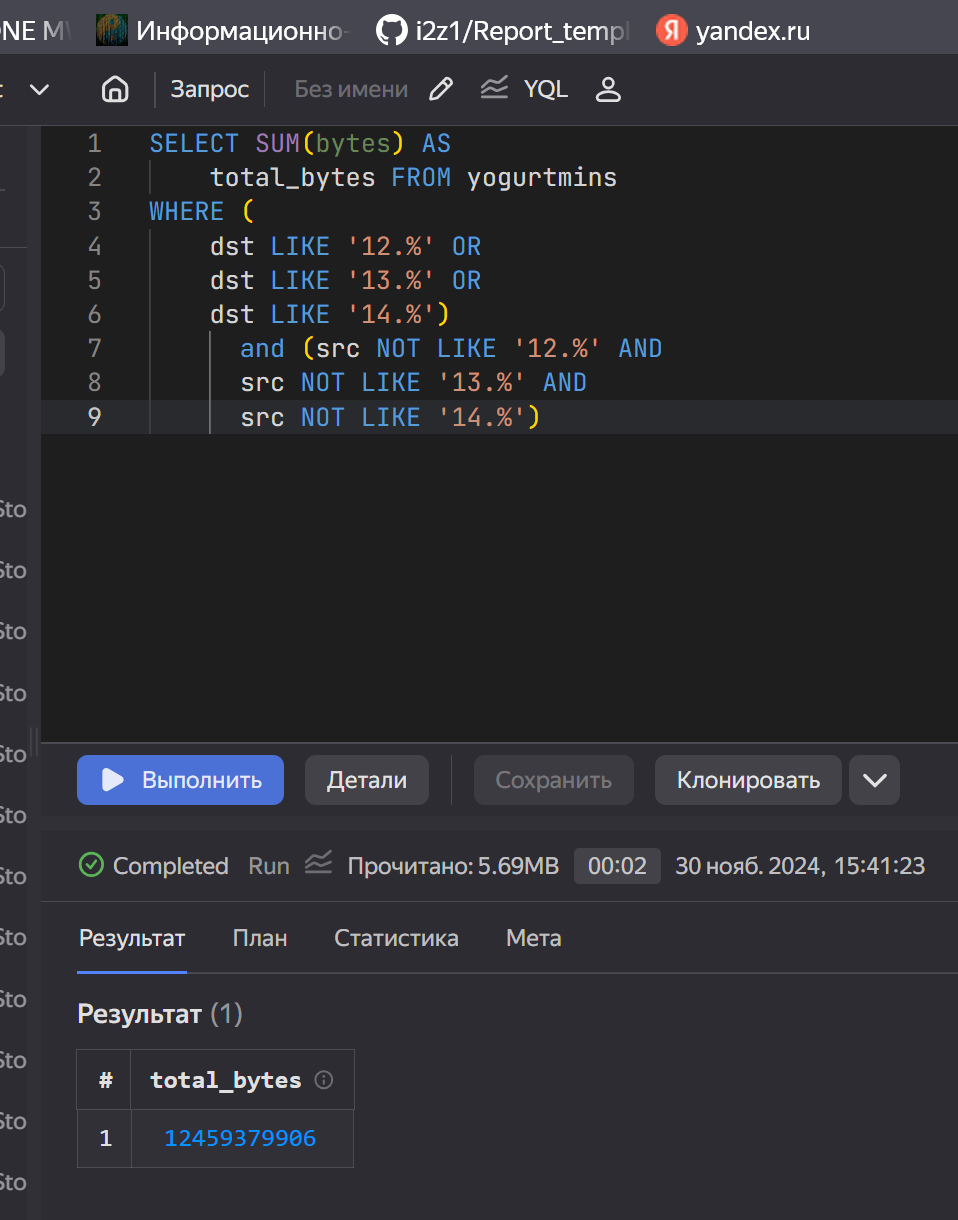 NE M
Информационно-
i2z1/Report_templ
Я yandex.ru
Запрос
Без имени
YQL
1 SELECT SUM(bytes) AS
2 total_bytes FROM yogurtmins
3 WHERE (
4 dst LIKE '12.%' OR
5 dst LIKE '13.%' OR
6 dst LIKE '14.%')
7 and (src NOT LIKE '12.%' AND
8 src NOT LIKE '13.%' AND
9 src NOT LIKE '14.%')
Sto
Sto
Sto
Sto
Sto
Sto
Sto
Sto
Sto
Sto
Sto
Sto
Выполнить Детали Сохранить Клонировать
Completed Run Прочитано: 5.69MB 00:02 30 нояб. 2024, 15:41:23
Результат План Статистика Мета
Результат (1)
# total_bytes
1 12459379906